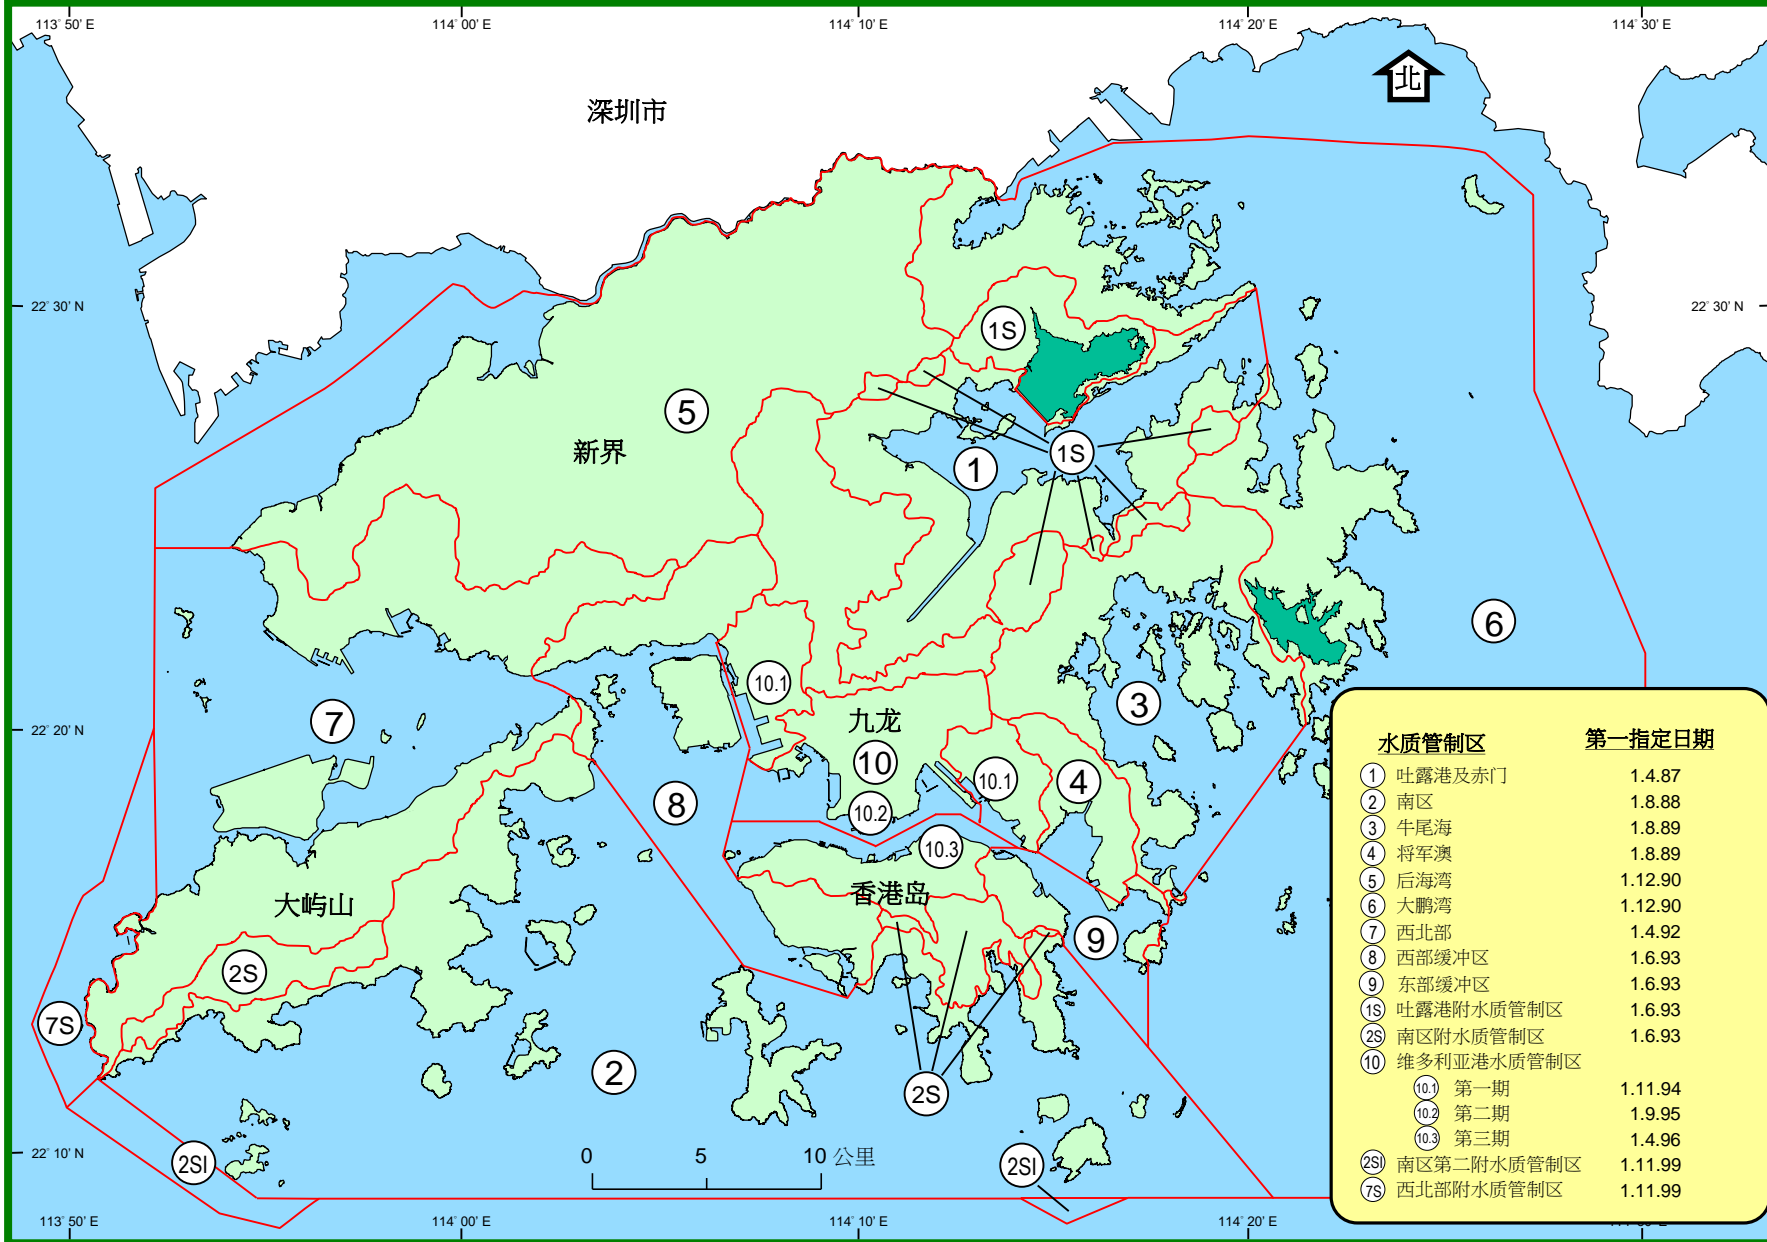 113° 50' E
114° 00' E
114° 10' E
114° 20' E
114° 30' E
北
深圳市
22° 30' N
22° 30' N
1S
5
新界
1S
1
6
10.1
3
九龙
7
22° 20' N
10
10.1
4
8
10.2
10.3
香港岛
大屿山
9
2S
7S
2
2S
0 5 10 公里
22° 10' N
2SI
2SI
水质管制区 第一指定日期
1 吐露港及赤门 1.4.87
2 南区 1.8.88
3 牛尾海 1.8.89
4 将军澳 1.8.89
5 后海湾 1.12.90
6 大鹏湾 1.12.90
7 西北部 1.4.92
8 西部缓冲区 1.6.93
9 东部缓冲区 1.6.93
1S 吐露港附水质管制区 1.6.93
2S 南区附水质管制区 1.6.93
10 维多利亚港水质管制区
10.1 第一期 1.11.94
10.2 第二期 1.9.95
10.3 第三期 1.4.96
2SI 南区第二附水质管制区 1.11.99
7S 西北部附水质管制区 1.11.99
113° 50' E
114° 00' E
114° 10' E
114° 20' E